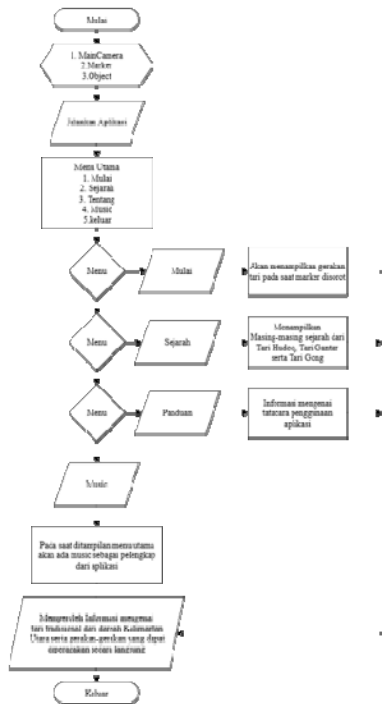 Mulai
1. MainCamera
2.Marker
3.Object
Jalankan Aplikasi
Menu Utama
1. Mulai
2. Sejarah
3. Tentang
4. Music
5.keluar
Menu
Mulai
Akan menampilkan gerakan
tari pada saat marker disorot
Menu
Sejarah
Menampilkan
Masing-masing sejarah dari
Tari Hudoq, Tari Gantar
serta Tari Gong
Menu
Panduan
Informasi mengenai
tatacara penggunaan
aplikasi
Music
Pada saat ditampilan menu utama
akan ada music sebagai pelengkap
dari aplikasi
Memperoleh Informasi mengenai
tari tradisional dari daerah Kalimantan
Utara serta gerakan-gerakan yang dapat
diperagakan secara langsung
Keluar